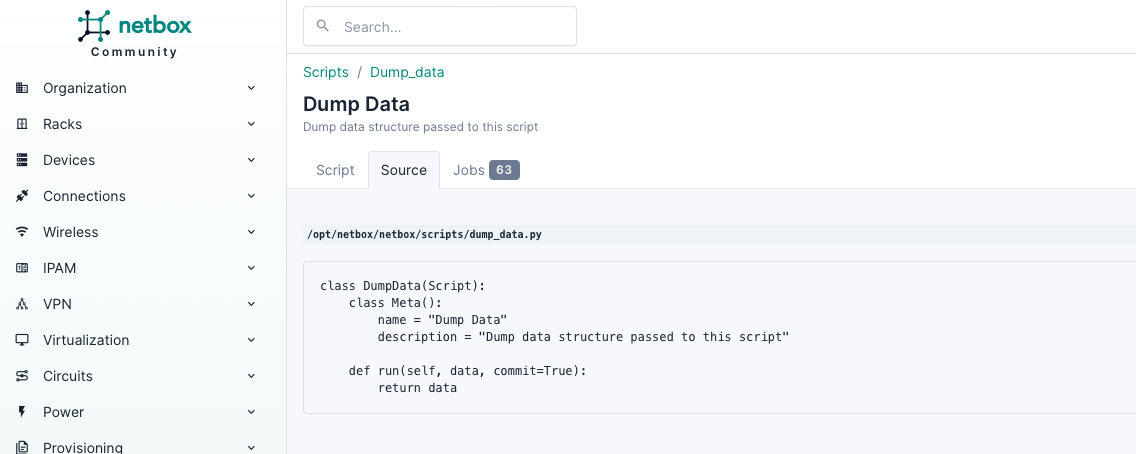 netbox
Community
Organization
Racks
Devices
Connections
Wireless
IPAM
VPN
Virtualization
Circuits
Power
Provisioning
Search...
Scripts / Dump_data
Dump Data
Dump data structure passed to this script
Script Source Jobs 63
/opt/netbox/netbox/scripts/dump_data.py
class DumpData(Script):
    class Meta():
        name = "Dump Data"
        description = "Dump data structure passed to this script"
    def run(self, data, commit=True):
        return data